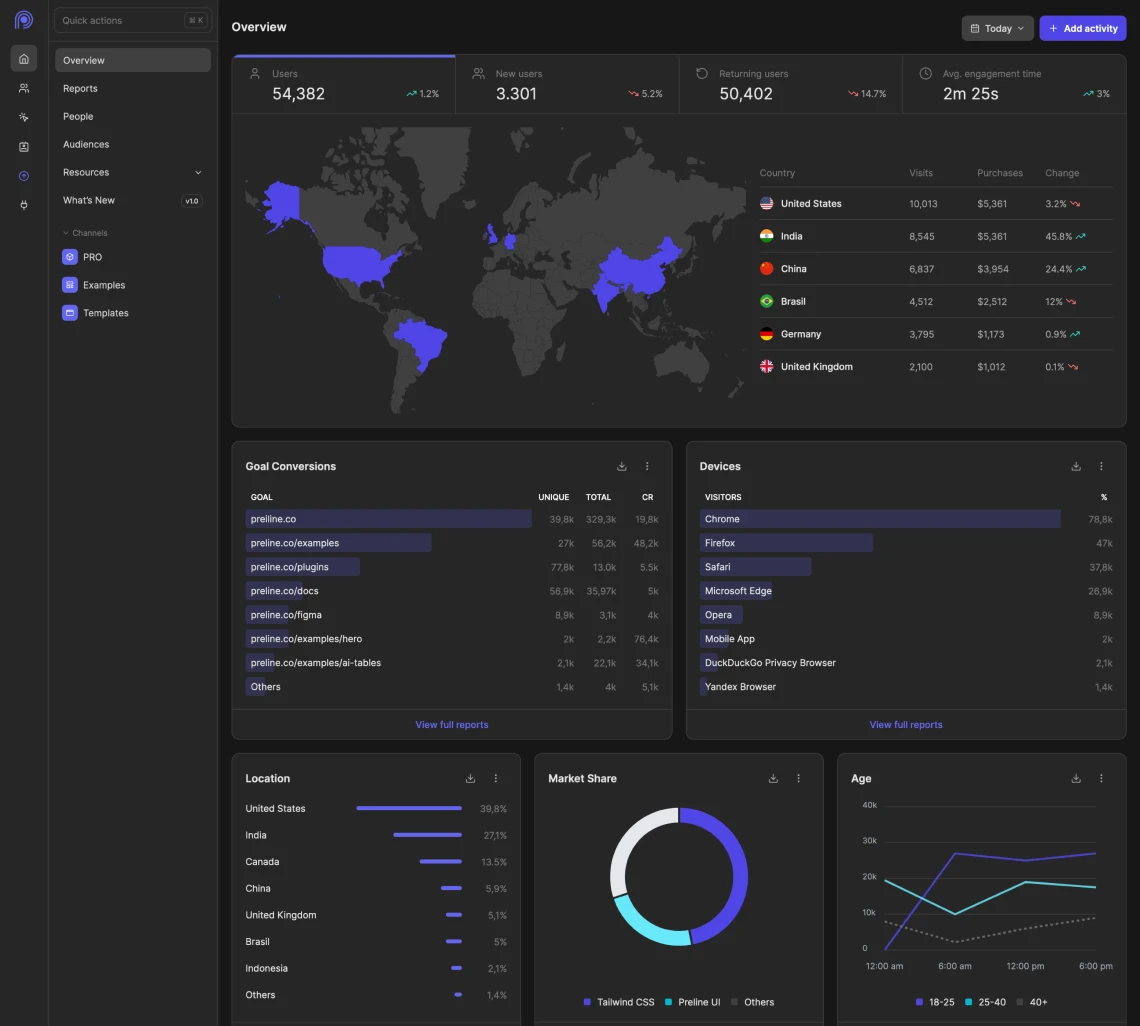 Quick actions ⌘ K
Overview
Reports
People
Audiences
Resources
What's New v1.0
Channels
PRO
Examples
Templates
Overview
Today
Add activity
Users
54,382 1.2%
New users
3.301 5.2%
Returning users
50,402 14.7%
Avg. engagement time
2m 25s 3%
Country Visits Purchases Change
United States 10,013 $5,361 3.2%
India 8,545 $5,361 45.8%
China 6,837 $3,954 24.4%
Brasil 4,512 $2,512 12%
Germany 3,795 $1,173 0.9%
United Kingdom 2,100 $1,012 0.1%
Goal Conversions
GOAL UNIQUE TOTAL CR
preiline.co 39,8k 329,3k 19,8k
preline.co/examples 27k 56,2k 48,2k
preline.co/plugins 77,8k 13.0k 5.5k
preline.co/docs 56,9k 35,97k 5k
preline.co/figma 8,9k 3,1k 4k
preline.co/examples/hero 2k 2,2k 76,4k
preline.co/examples/ai-tables 2,1k 22,1k 34,1k
Others 1,4k 4k 5,1k
View full reports
Devices
VISITORS %
Chrome 78,8k
Firefox 47k
Safari 37,8k
Microsoft Edge 26,9k
Opera 8,9k
Mobile App 2k
DuckDuckGo Privacy Browser 2,1k
Yandex Browser 1,4k
View full reports
Location
United States 39,8%
India 27,1%
Canada 13.5%
China 5,9%
United Kingdom 5,1%
Brasil 5%
Indonesia 2,1%
Others 1,4%
Market Share
Tailwind CSS Preline UI Others
Age
40k
30k
20k
10k
0
12:00 am 6:00 am 12:00 pm 6:00 pm
18-25 25-40 40+